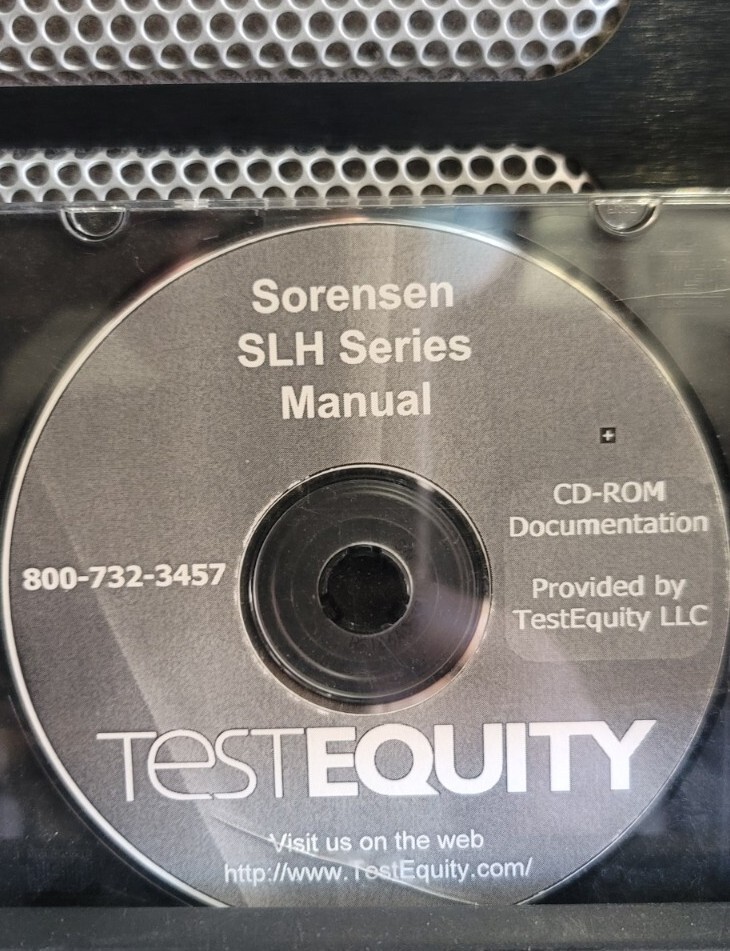 Sorensen
SLH Series
Manual
+
CD-ROM
Documentation
800-732-3457
Provided by
TestEquity LLC
TESTEQUITY
Visit us on the web
http://www.TestEquity.com/